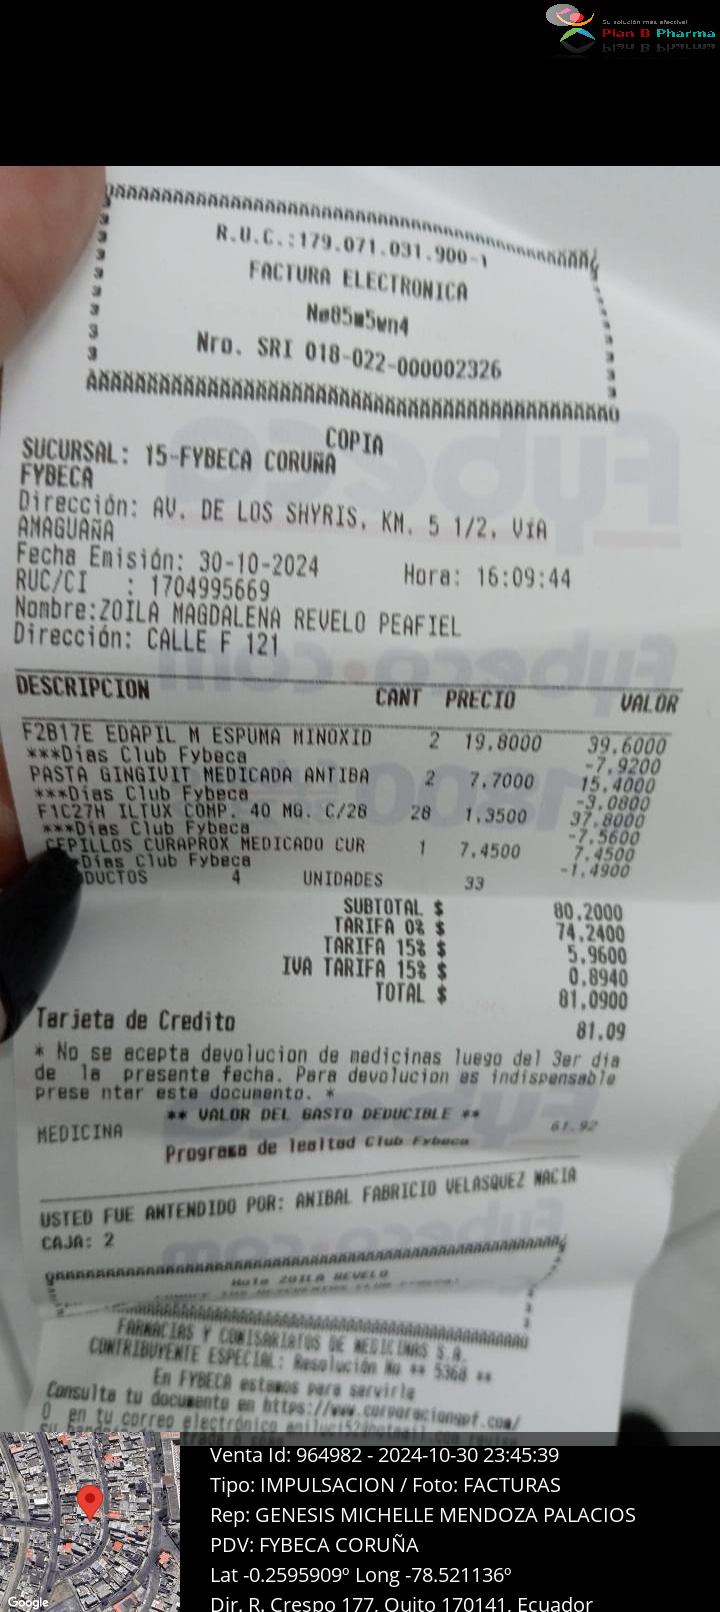 Su solución más efectiva!
Plan B Pharma
R.U.C.:179.071.031.900-1
FACTURA ELECTRONICA
Nro. SRI 018-022-000002326
COPIA
SUCURSAL: 15-FYBECA CORUÑA
FYBECA
Dirección: AV. DE LOS SHYRIS, KM. 5 1/2, VíA
AMAGUAÑA
Fecha Emisión: 30-10-2024 Hora: 16:09:44
RUC/CI : 1704995669
Nombre:ZOILA MAGDALENA REVELO PEAFIEL
Dirección: CALLE F 121
DESCRIPCION CANT PRECIO VALOR
F2B17E EDAPIL M ESPUMA MINOXID 2 19,8000 39.6000
***Días Club Fybeca -7.9200
PASTA GINGIVIT MEDICADA ANTIBA 2 7,7000 15,4000
***Días Club Fybeca -3,0800
F1C27H ILTUX COMP. 40 MG. C/28 28 1,3500 37,8000
***Días Club Fybeca -7.5600
CEPILLOS CURAPROX MEDICADO CUR 1 7,4500 7.4500
Días Club Fybeca -1.4900
DUCTOS 4 UNIDADES 33
SUBTOTAL $ 80.2000
TARIFA 0% $ 74.2400
TARIFA 15% $ 5.9600
IVA TARIFA 15% $ 0.8940
TOTAL $ 81.0900
Tarjeta de Credito 81.09
* No se acepta devolucion de medicinas luego del 3er dia
de la presente fecha. Para devolucion es indispensable
prese ntar este documento. *
** VALOR DEL GASTO DEDUCIBLE **
MEDICINA 61.92
Programa de lealtad Club Fybeca
USTED FUE ANTENDIDO POR: ANIBAL FABRICIO VELASQUEZ MACIA
CAJA: 2
Hola ZOILA REVELO
FARMACIAS Y COMISARIATOS DE MEDICINAS S.A.
CONTRIBUYENTE ESPECIAL: Resolución No ** 5368 **
En FYBECA estamos para servirle
Consulta tu documento en https://www.corporaciongpf.com/
O en tu correo electrónico
Venta Id: 964982 - 2024-10-30 23:45:39
Tipo: IMPULSACION / Foto: FACTURAS
Rep: GENESIS MICHELLE MENDOZA PALACIOS
PDV: FYBECA CORUÑA
Lat -0.2595909º Long -78.521136º
Dir. R. Crespo 177, Quito 170141, Ecuador
Google